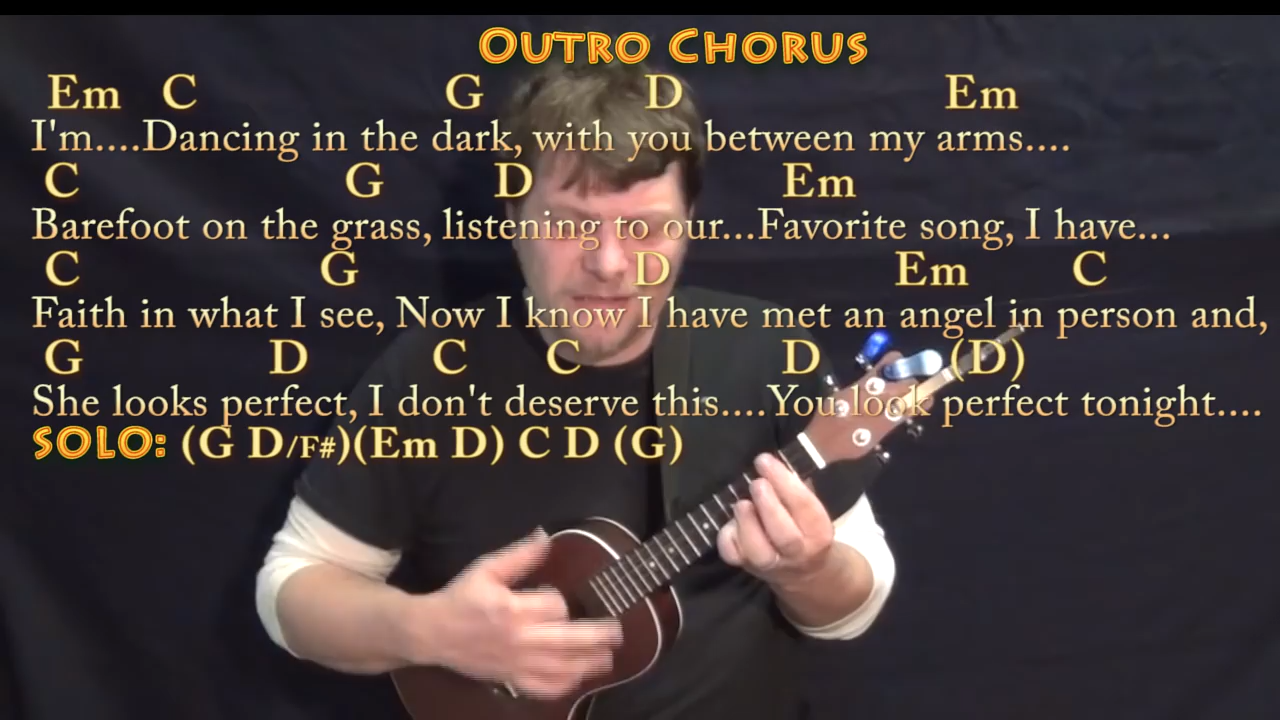 OUTRO CHORUS
Em C G D Em
I'm....Dancing in the dark, with you between my arms....
C G D Em
Barefoot on the grass, listening to our...Favorite song, I have...
C G D Em C
Faith in what I see, Now I know I have met an angel in person and,
G D C C D (D)
She looks perfect, I don't deserve this....You look perfect tonight....
SOLO: (G D/F#)(Em D) C D (G)